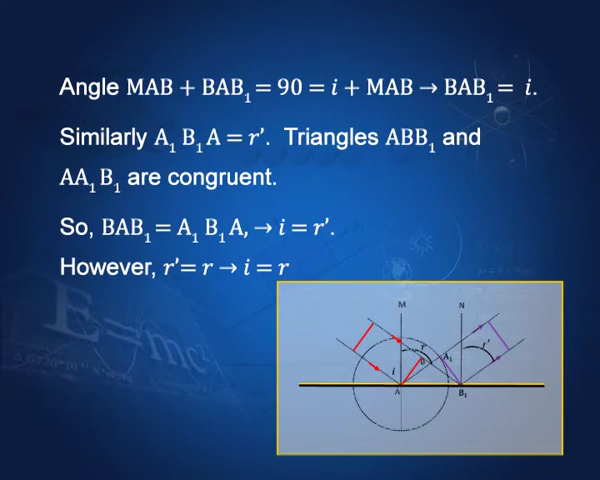 Angle MAB + BAB₁ = 90 = i + MAB → BAB₁ = i.
Similarly A₁ B₁ A = r’. Triangles ABB₁ and
AA₁ B₁ are congruent.
So, BAB₁ = A₁ B₁ A, → i = r’.
However, r’= r → i = r
M N
r A₁ r’
B
i
A B₁
E=mc²